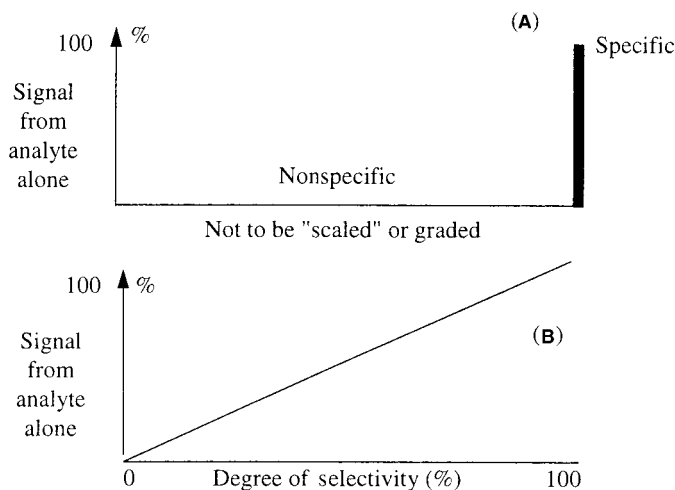 (A)
100 %
Specific
Signal
from
analyte
alone
Nonspecific
Not to be "scaled" or graded
100 %
Signal
from
analyte
alone
(B)
0 Degree of selectivity (%) 100